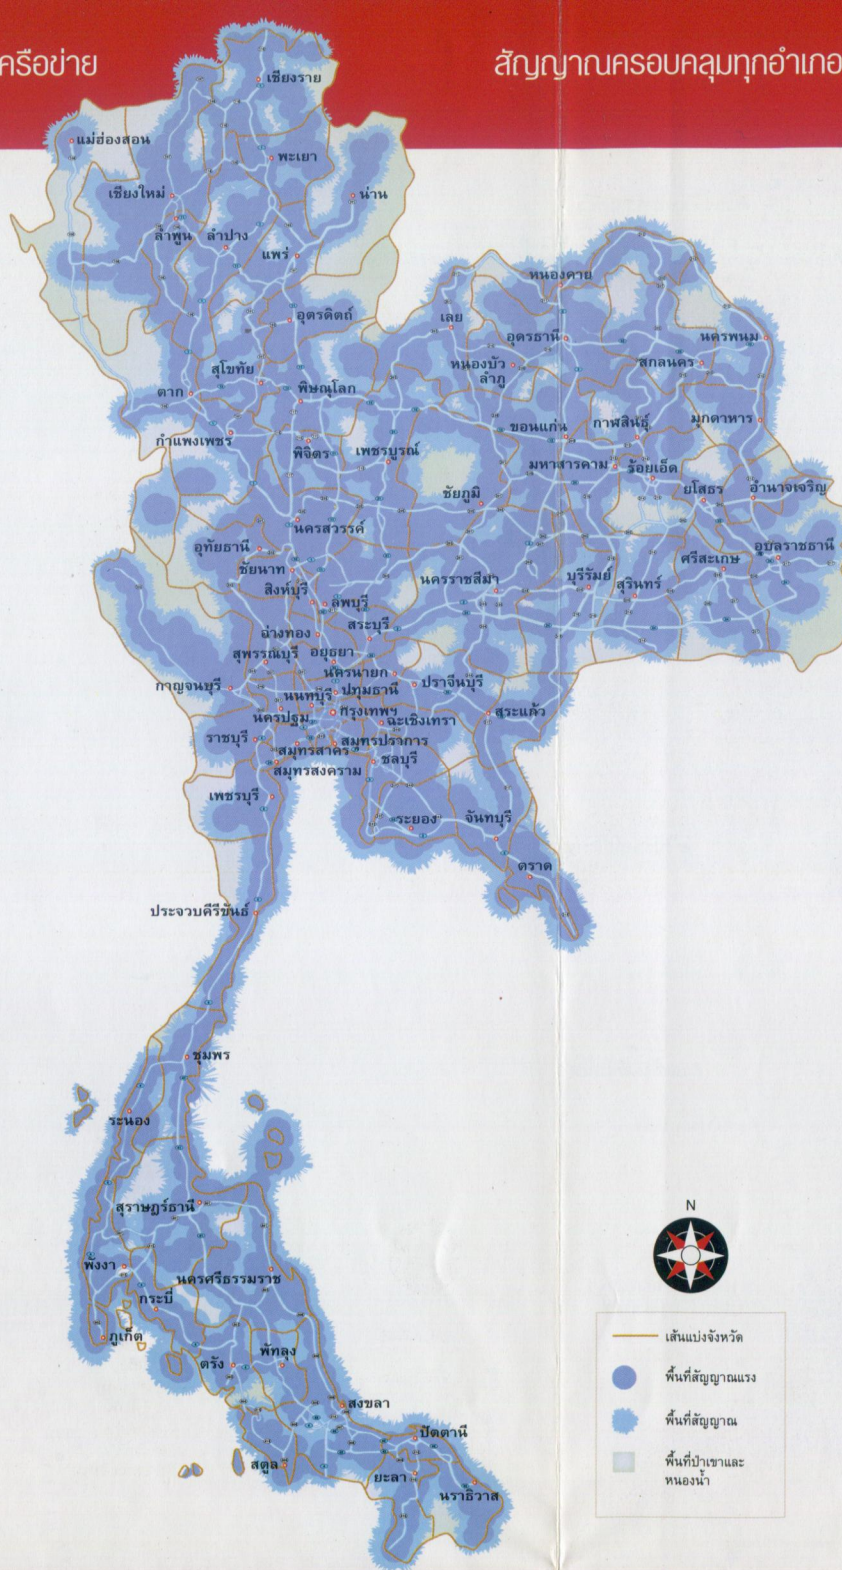 ครือข่าย
สัญญาณครอบคลุมทุกอำเภอ
เชียงราย
แม่ฮ่องสอน
พะเยา
เชียงใหม่
น่าน
ลำพูน
ลำปาง
แพร่
หนองคาย
อุตรดิตถ์
เลย
อุดรธานี
นครพนม
หนองบัว
ลำภู
สกลนคร
สุโขทัย
ตาก
พิษณุโลก
กำแพงเพชร
ขอนแก่น
กาฬสินธุ์
มุกดาหาร
พิจิตร
เพชรบูรณ์
มหาสารคาม
ร้อยเอ็ด
ชัยภูมิ
ยโสธร
อำนาจเจริญ
นครสวรรค์
อุทัยธานี
อุบลราชธานี
ชัยนาท
ศรีสะเกษ
สิงห์บุรี
นครราชสีมา
บุรีรัมย์
สุรินทร์
ลพบุรี
สระบุรี
อ่างทอง
สุพรรณบุรี
อยุธยา
นครนายก
กาญจนบุรี
ปราจีนบุรี
นนทบุรี
ปทุมธานี
นครปฐม
กรุงเทพฯ
ฉะเชิงเทรา
สระแก้ว
ราชบุรี
สมุทรปราการ
สมุทรสาคร
ชลบุรี
สมุทรสงคราม
เพชรบุรี
ระยอง
จันทบุรี
ตราด
ประจวบคีรีขันธ์
ชุมพร
ระนอง
สุราษฎร์ธานี
พังงา
นครศรีธรรมราช
กระบี่
ภูเก็ต
ตรัง
พัทลุง
สงขลา
ปัตตานี
สตูล
ยะลา
นราธิวาส
N
เส้นแบ่งจังหวัด
พื้นที่สัญญาณแรง
พื้นที่สัญญาณ
พื้นที่ป่าเขาและ
หนองน้ำ